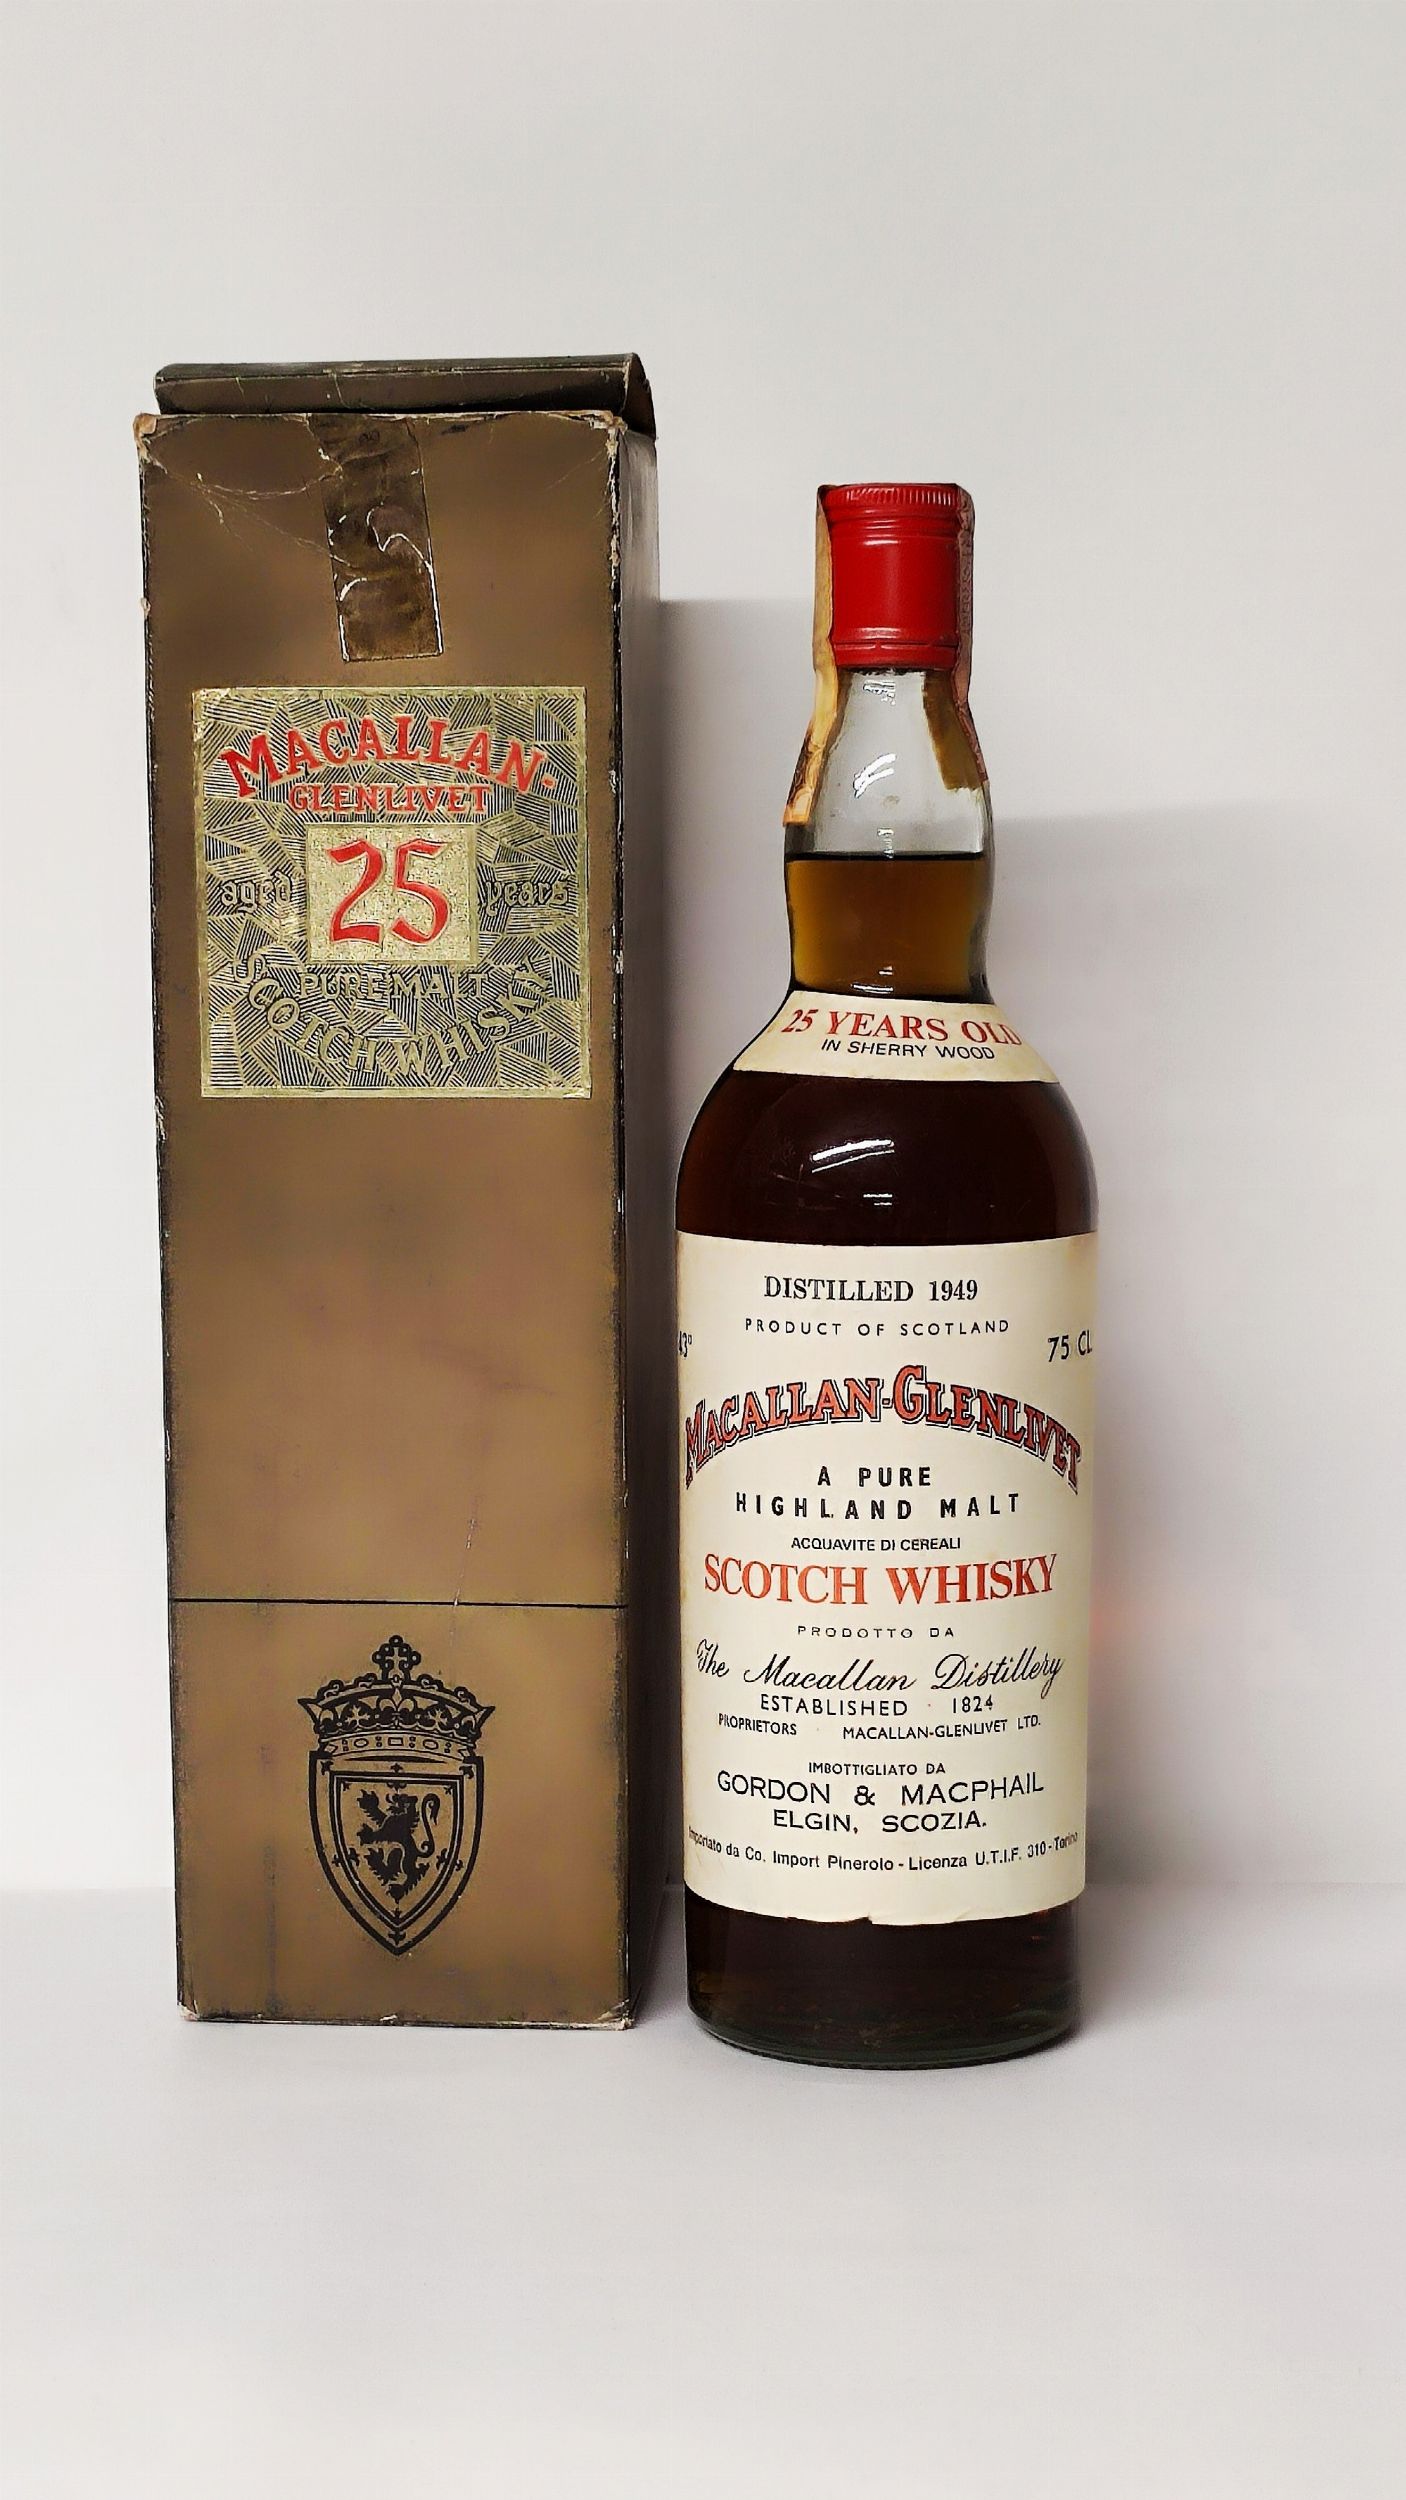 MACALLAN-
GLENLIVET
aged 25 years
PURE MALT
SCOTCH WHISKY
25 YEARS OLD
IN SHERRY WOOD
DISTILLED 1949
PRODUCT OF SCOTLAND
43° 75 CL.
MACALLAN-GLENLIVET
A PURE
HIGHLAND MALT
ACQUAVITE DI CEREALI
SCOTCH WHISKY
PRODOTTO DA
The Macallan Distillery
ESTABLISHED 1824
PROPRIETORS MACALLAN-GLENLIVET LTD.
IMBOTTIGLIATO DA
GORDON & MACPHAIL
ELGIN, SCOZIA.
Importato da Co. Import Pinerolo - Licenza U.T.I.F. 310 - Torino